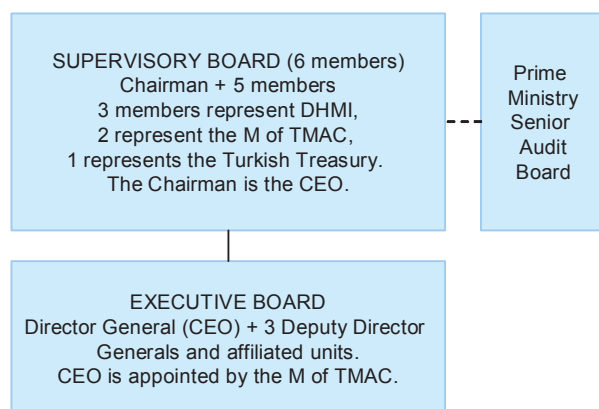 SUPERVISORY BOARD (6 members)
Chairman + 5 members
3 members represent DHMI,
2 represent the M of TMAC,
1 represents the Turkish Treasury.
The Chairman is the CEO.
Prime
Ministry
Senior
Audit
Board
EXECUTIVE BOARD
Director General (CEO) + 3 Deputy Director
Generals and affiliated units.
CEO is appointed by the M of TMAC.